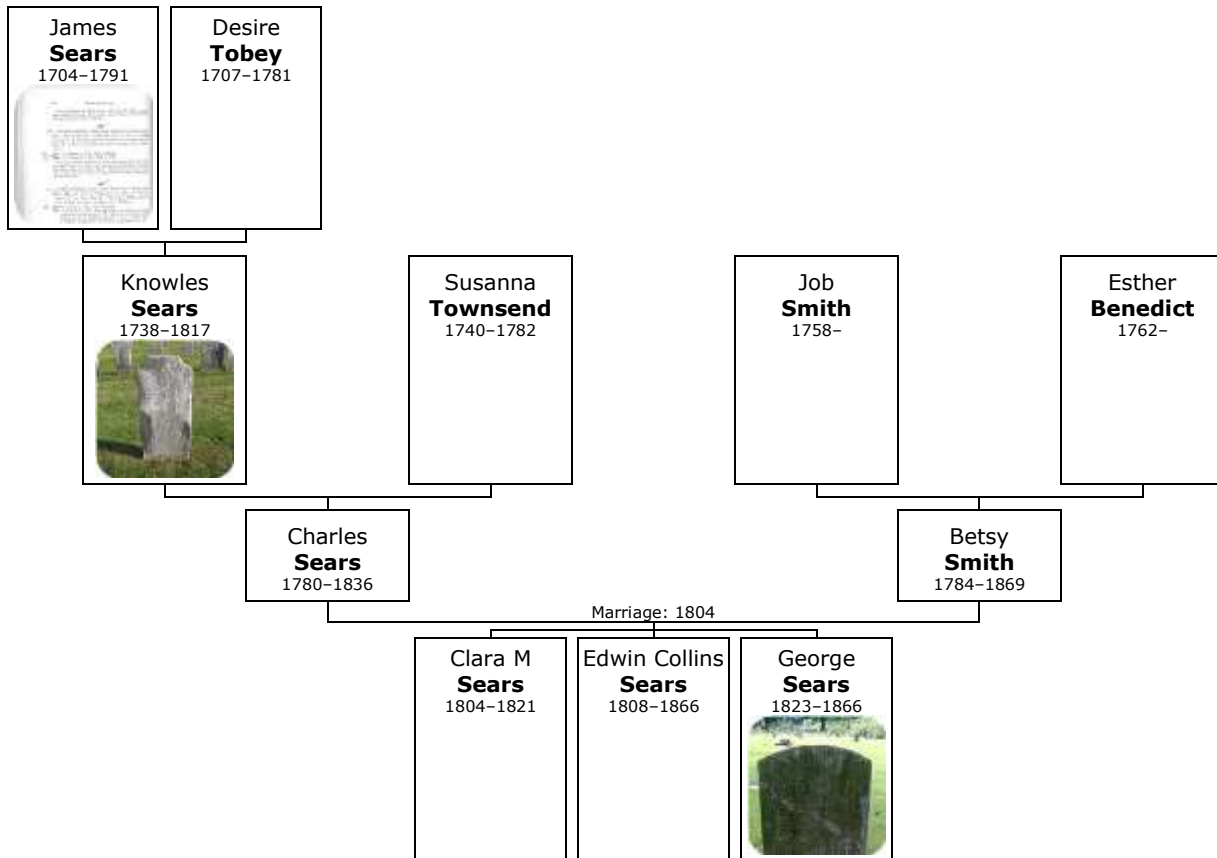 James
Sears
1704–1791
Desire
Tobey
1707–1781
Knowles
Sears
1738–1817
Susanna
Townsend
1740–1782
Job
Smith
1758–
Esther
Benedict
1762–
Charles
Sears
1780–1836
Betsy
Smith
1784–1869
Marriage: 1804
Clara M
Sears
1804–1821
Edwin Collins
Sears
1808–1866
George
Sears
1823–1866